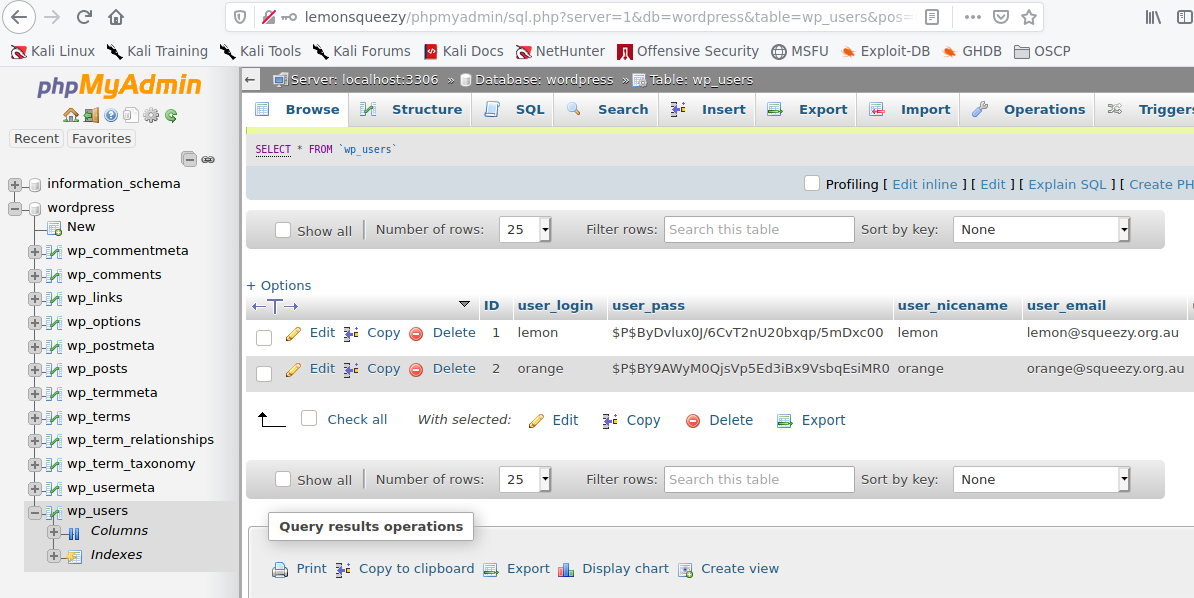 lemonsqueezy/phpmyadmin/sql.php?server=1&db=wordpress&table=wp_users&pos=
Kali Linux Kali Training Kali Tools Kali Forums Kali Docs NetHunter Offensive Security MSFU Exploit-DB GHDB OSCP
phpMyAdmin
Recent Favorites
information_schema
wordpress
New
wp_commentmeta
wp_comments
wp_links
wp_options
wp_postmeta
wp_posts
wp_termmeta
wp_terms
wp_term_relationships
wp_term_taxonomy
wp_usermeta
wp_users
Columns
Indexes
Server: localhost:3306 » Database: wordpress » Table: wp_users
Browse Structure SQL Search Insert Export Import Operations Triggers
SELECT * FROM `wp_users`
Profiling [ Edit inline ] [ Edit ] [ Explain SQL ] [ Create PH
Show all Number of rows: 25 Filter rows: Search this table Sort by key: None
+ Options
←T→ ID user_login user_pass user_nicename user_email
Edit Copy Delete 1 lemon $P$ByDvlux0J/6CvT2nU20bxqp/5mDxc00 lemon lemon@squeezy.org.au
Edit Copy Delete 2 orange $P$BY9AWyM0QjsVp5Ed3iBx9VsbqEsiMR0 orange orange@squeezy.org.au
Check all With selected: Edit Copy Delete Export
Show all Number of rows: 25 Filter rows: Search this table Sort by key: None
Query results operations
Print Copy to clipboard Export Display chart Create view